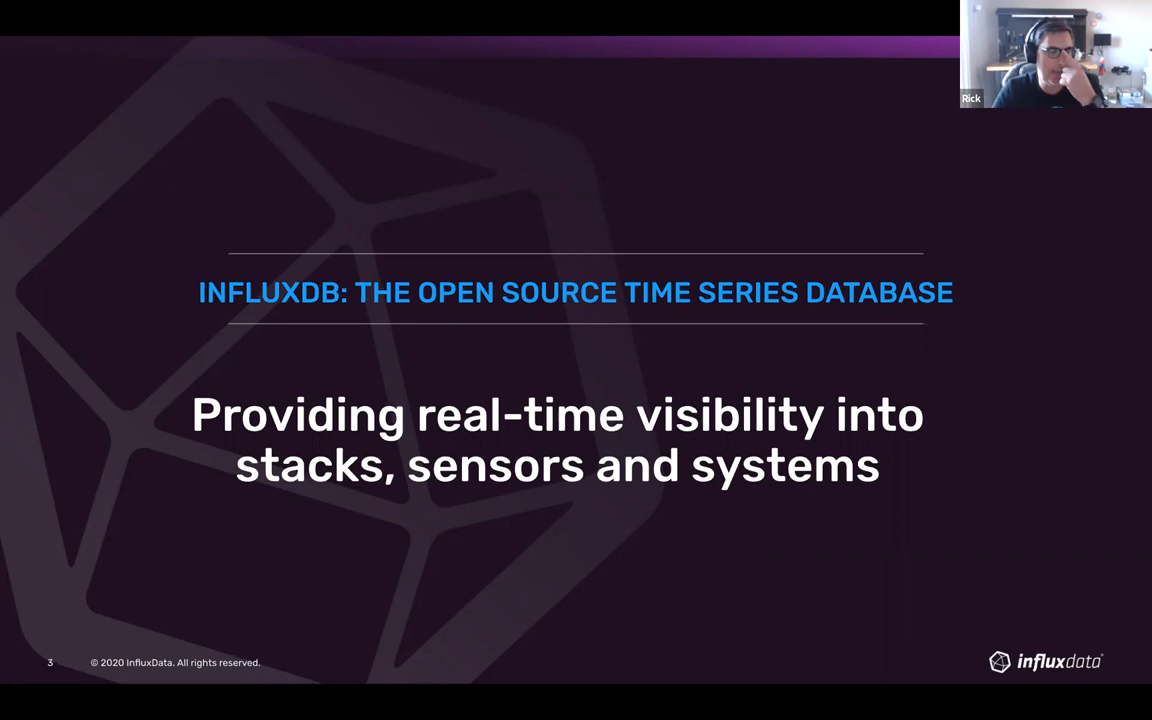 Rick
INFLUXDB: THE OPEN SOURCE TIME SERIES DATABASE
Providing real-time visibility into
stacks, sensors and systems
3
© 2020 InfluxData. All rights reserved.
influxdata®